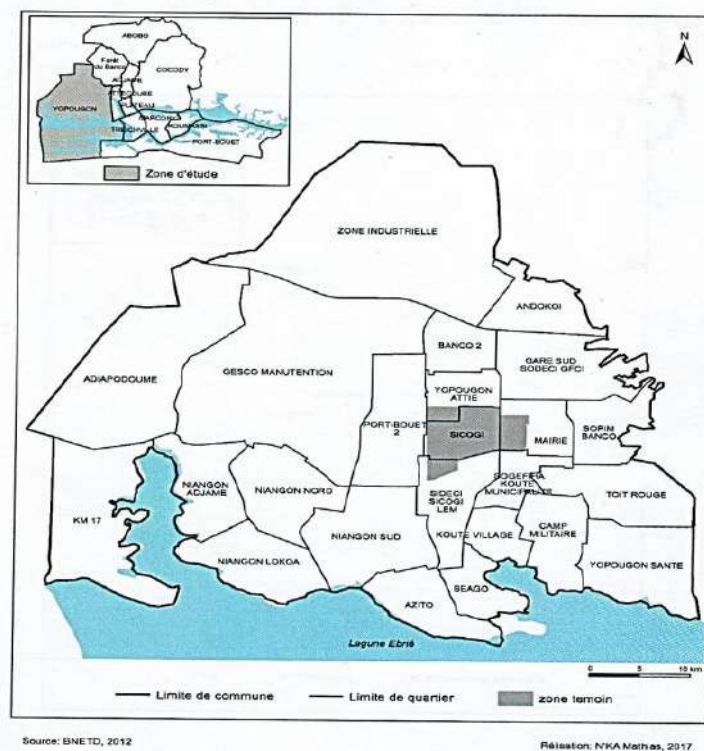 ABOBO
Forêt
du Banco
ADJAME
COCODY
ATTECOUBE
PLATEAU
YOPOUGON
MARCORY
KOUMASSI
TREICHVILLE
PORT-BOUET
Zone d'étude
N
ZONE INDUSTRIELLE
ANDOKOI
BANCO 2
GARE SUD
SODECI GFCI
ADIAPODOUME
GESCO MANUTENTION
YOPOUGON
ATTIE
PORT-BOUET
2
SICOGI
MAIRIE
SOPIM
BANCO
NIANGON
ADJAME
NIANGON NORD
SIDECI
SICOGI
LEM
SOGEFIHA
KOUTE
MUNICIPALITE
TOIT ROUGE
KM 17
NIANGON SUD
KOUTE VILLAGE
CAMP
MILITAIRE
NIANGON LOKOA
YOPOUGON SANTE
SEAGO
AZITO
Lagune Ebrié
0 5 10 km
Limite de commune
Limite de quartier
zone temoin
Source: BNETD, 2012
Réisation: N'KA Mathias, 2017